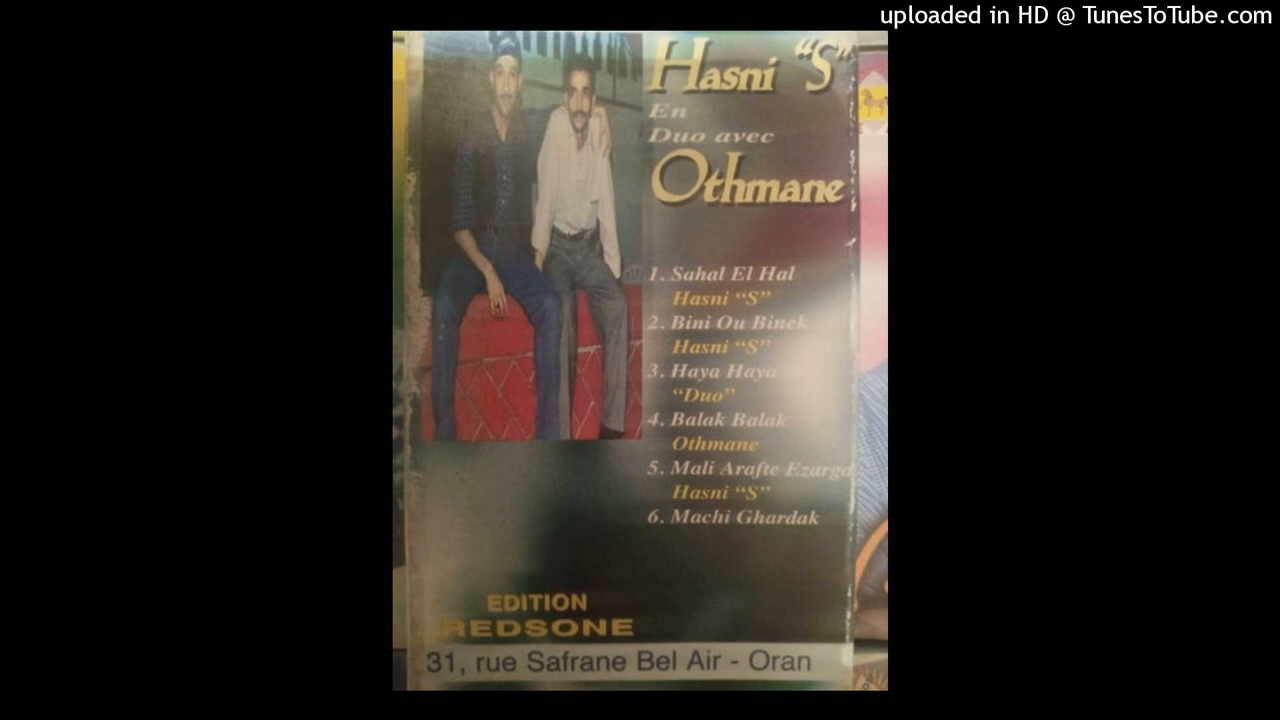 uploaded in HD @ TunesToTube.com
Hasni "S"
En
Duo avec
Othmane
1. Sahal El Hal
Hasni "S"
2. Bini Ou Binek
Hasni "S"
3. Haya Haya
"Duo"
4. Balak Balak
Othmane
5. Mali Arafte Ezarga
Hasni "S"
6. Machi Ghardak
EDITION
REDSONE
31, rue Safrane Bel Air - Oran